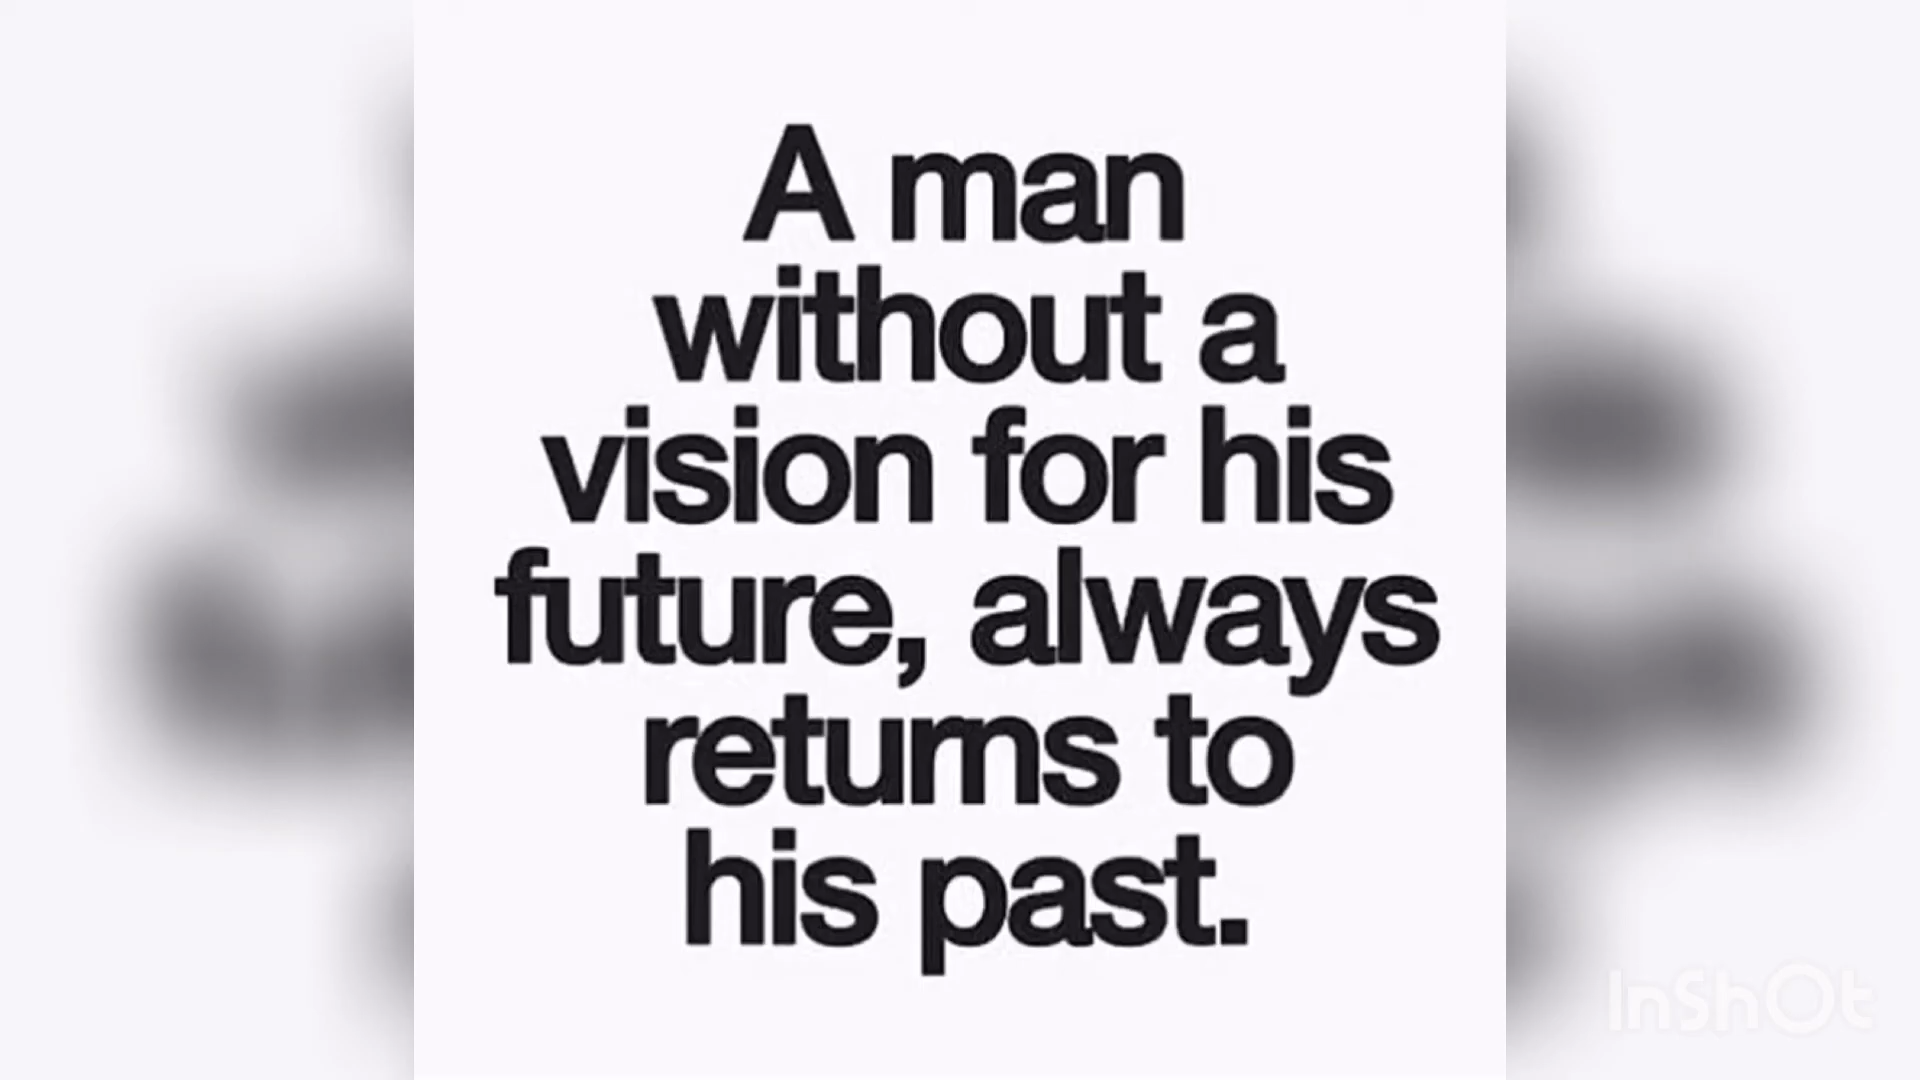 A man
without a
vision for his
future, always
returns to
his past.
InShOt